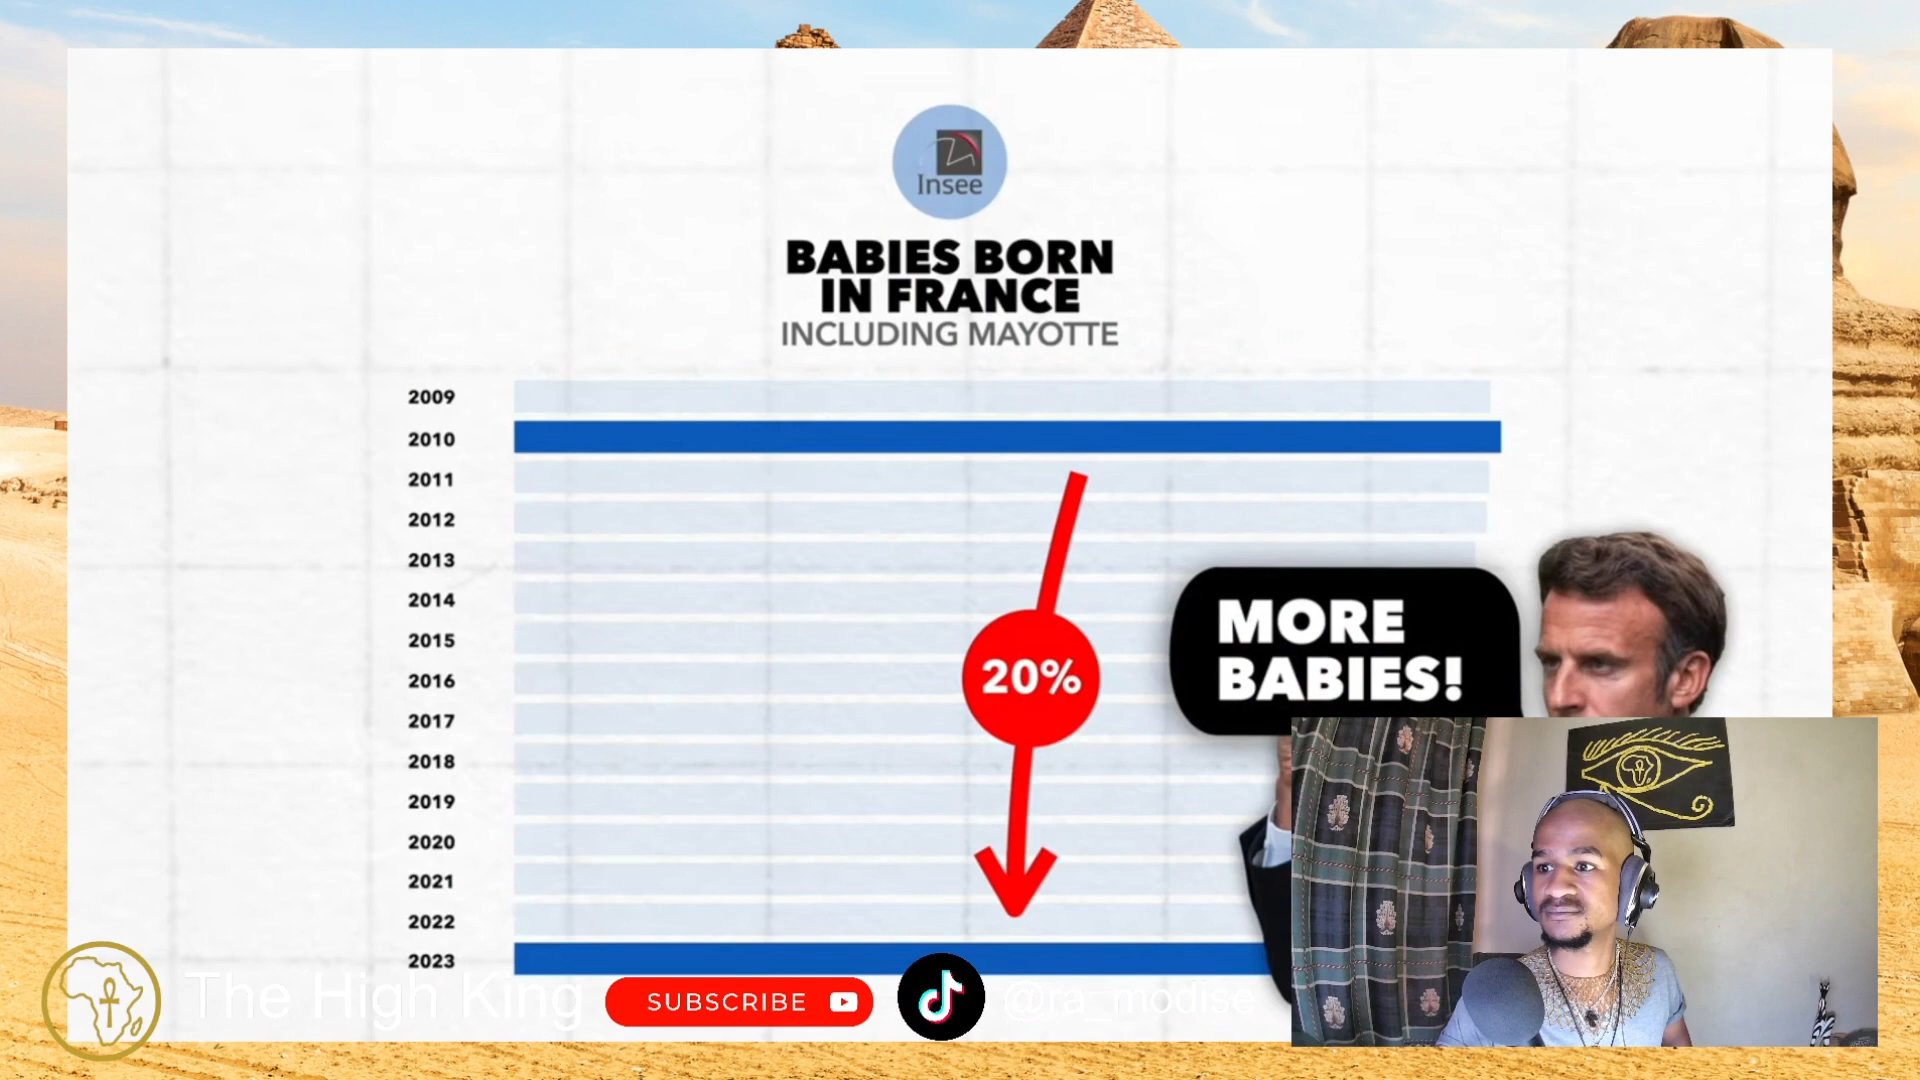 Insee
BABIES BORN
IN FRANCE
INCLUDING MAYOTTE
2009
2010
2011
2012
2013
2014
2015
2016
2017
2018
2019
2020
2021
2022
2023
20%
MORE
BABIES!
The High King
SUBSCRIBE
@ra_modise